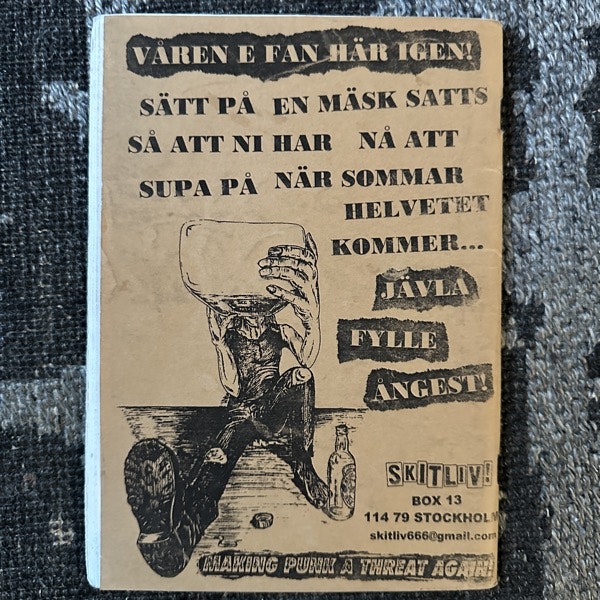 VÅREN E FAN HÄR IGEN!
SÄTT PÅ EN MÄSK SATTS
SÅ ATT NI HAR NÅ ATT
SUPA PÅ NÄR SOMMAR
HELVETET
KOMMER...
JÄVLA
FYLLE
ÅNGEST!
SKITLIV!
BOX 13
114 79 STOCKHOLM
skitliv666@gmail.com
MAKING PUNK A THREAT AGAIN!